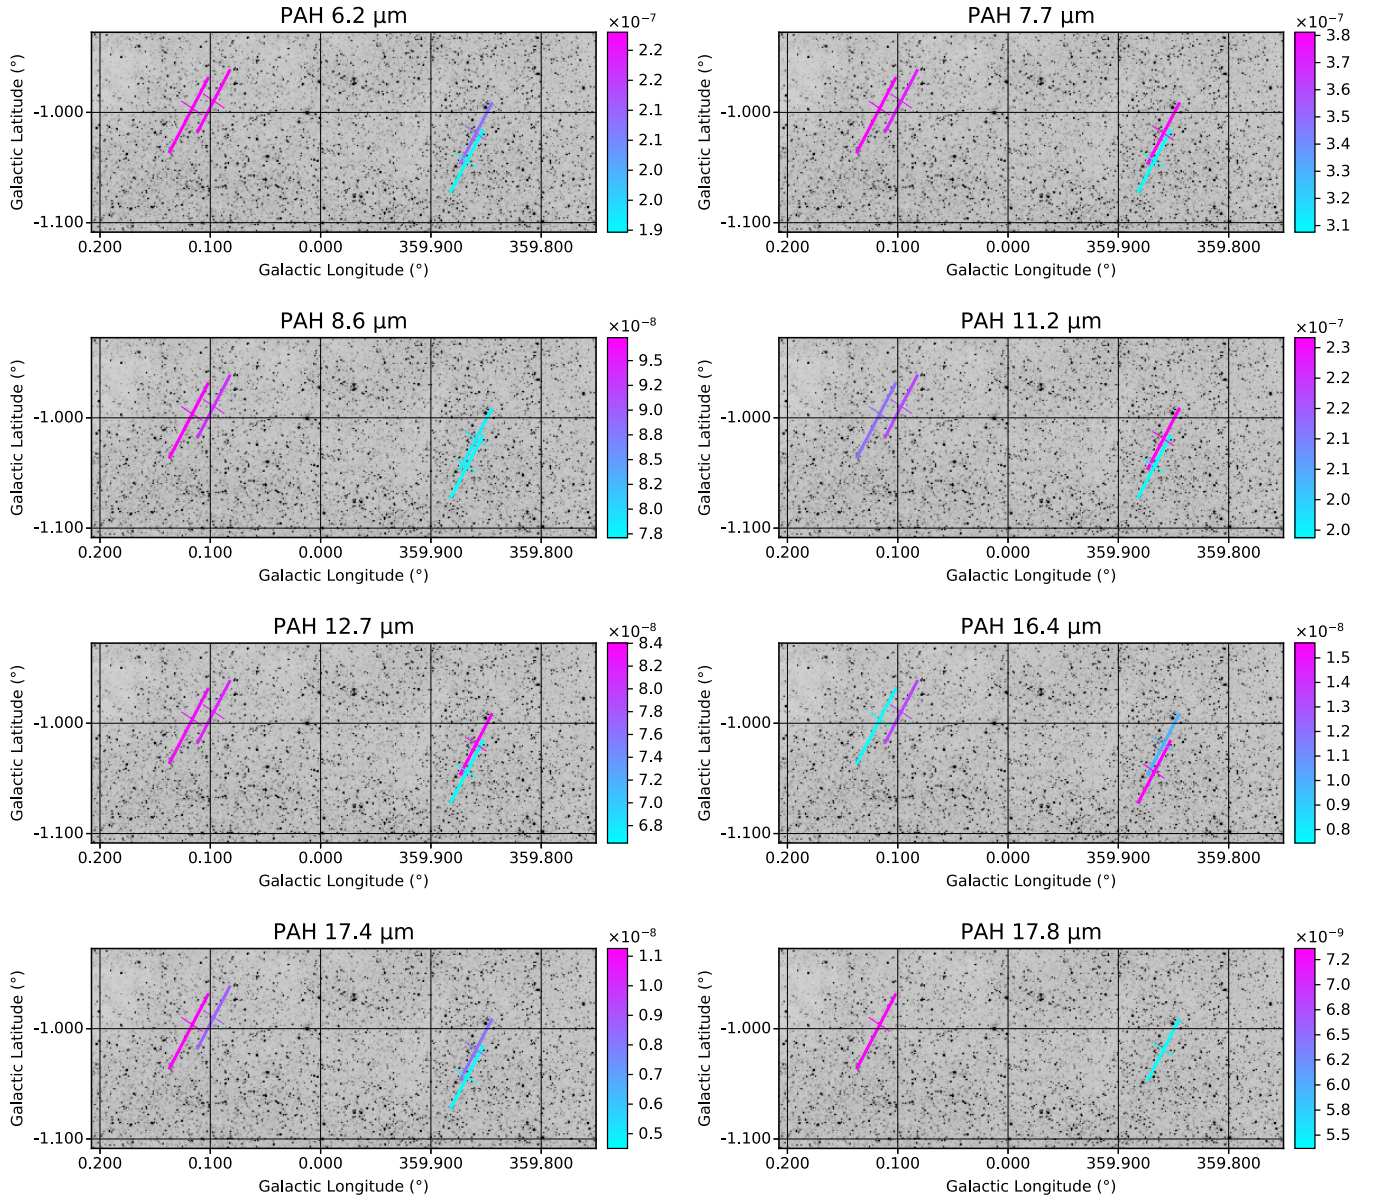 PAH 6.2 μm
×10⁻⁷
Galactic Latitude (°)
-1.000
-1.100
0.200 0.100 0.000 359.900 359.800
Galactic Longitude (°)
2.2
2.2
2.1
2.1
2.0
2.0
1.9
PAH 7.7 μm
×10⁻⁷
Galactic Latitude (°)
-1.000
-1.100
0.200 0.100 0.000 359.900 359.800
Galactic Longitude (°)
3.8
3.7
3.6
3.5
3.4
3.3
3.2
3.1
PAH 8.6 μm
×10⁻⁸
Galactic Latitude (°)
-1.000
-1.100
0.200 0.100 0.000 359.900 359.800
Galactic Longitude (°)
9.5
9.2
9.0
8.8
8.5
8.2
8.0
7.8
PAH 11.2 μm
×10⁻⁷
Galactic Latitude (°)
-1.000
-1.100
0.200 0.100 0.000 359.900 359.800
Galactic Longitude (°)
2.3
2.2
2.2
2.1
2.1
2.0
2.0
PAH 12.7 μm
×10⁻⁸
Galactic Latitude (°)
-1.000
-1.100
0.200 0.100 0.000 359.900 359.800
Galactic Longitude (°)
8.4
8.2
8.0
7.8
7.6
7.4
7.2
7.0
6.8
PAH 16.4 μm
×10⁻⁸
Galactic Latitude (°)
-1.000
-1.100
0.200 0.100 0.000 359.900 359.800
Galactic Longitude (°)
1.5
1.4
1.3
1.2
1.1
1.0
0.9
0.8
PAH 17.4 μm
×10⁻⁸
Galactic Latitude (°)
-1.000
-1.100
0.200 0.100 0.000 359.900 359.800
Galactic Longitude (°)
1.1
1.0
0.9
0.8
0.7
0.6
0.5
PAH 17.8 μm
×10⁻⁹
Galactic Latitude (°)
-1.000
-1.100
0.200 0.100 0.000 359.900 359.800
Galactic Longitude (°)
7.2
7.0
6.8
6.5
6.2
6.0
5.8
5.5